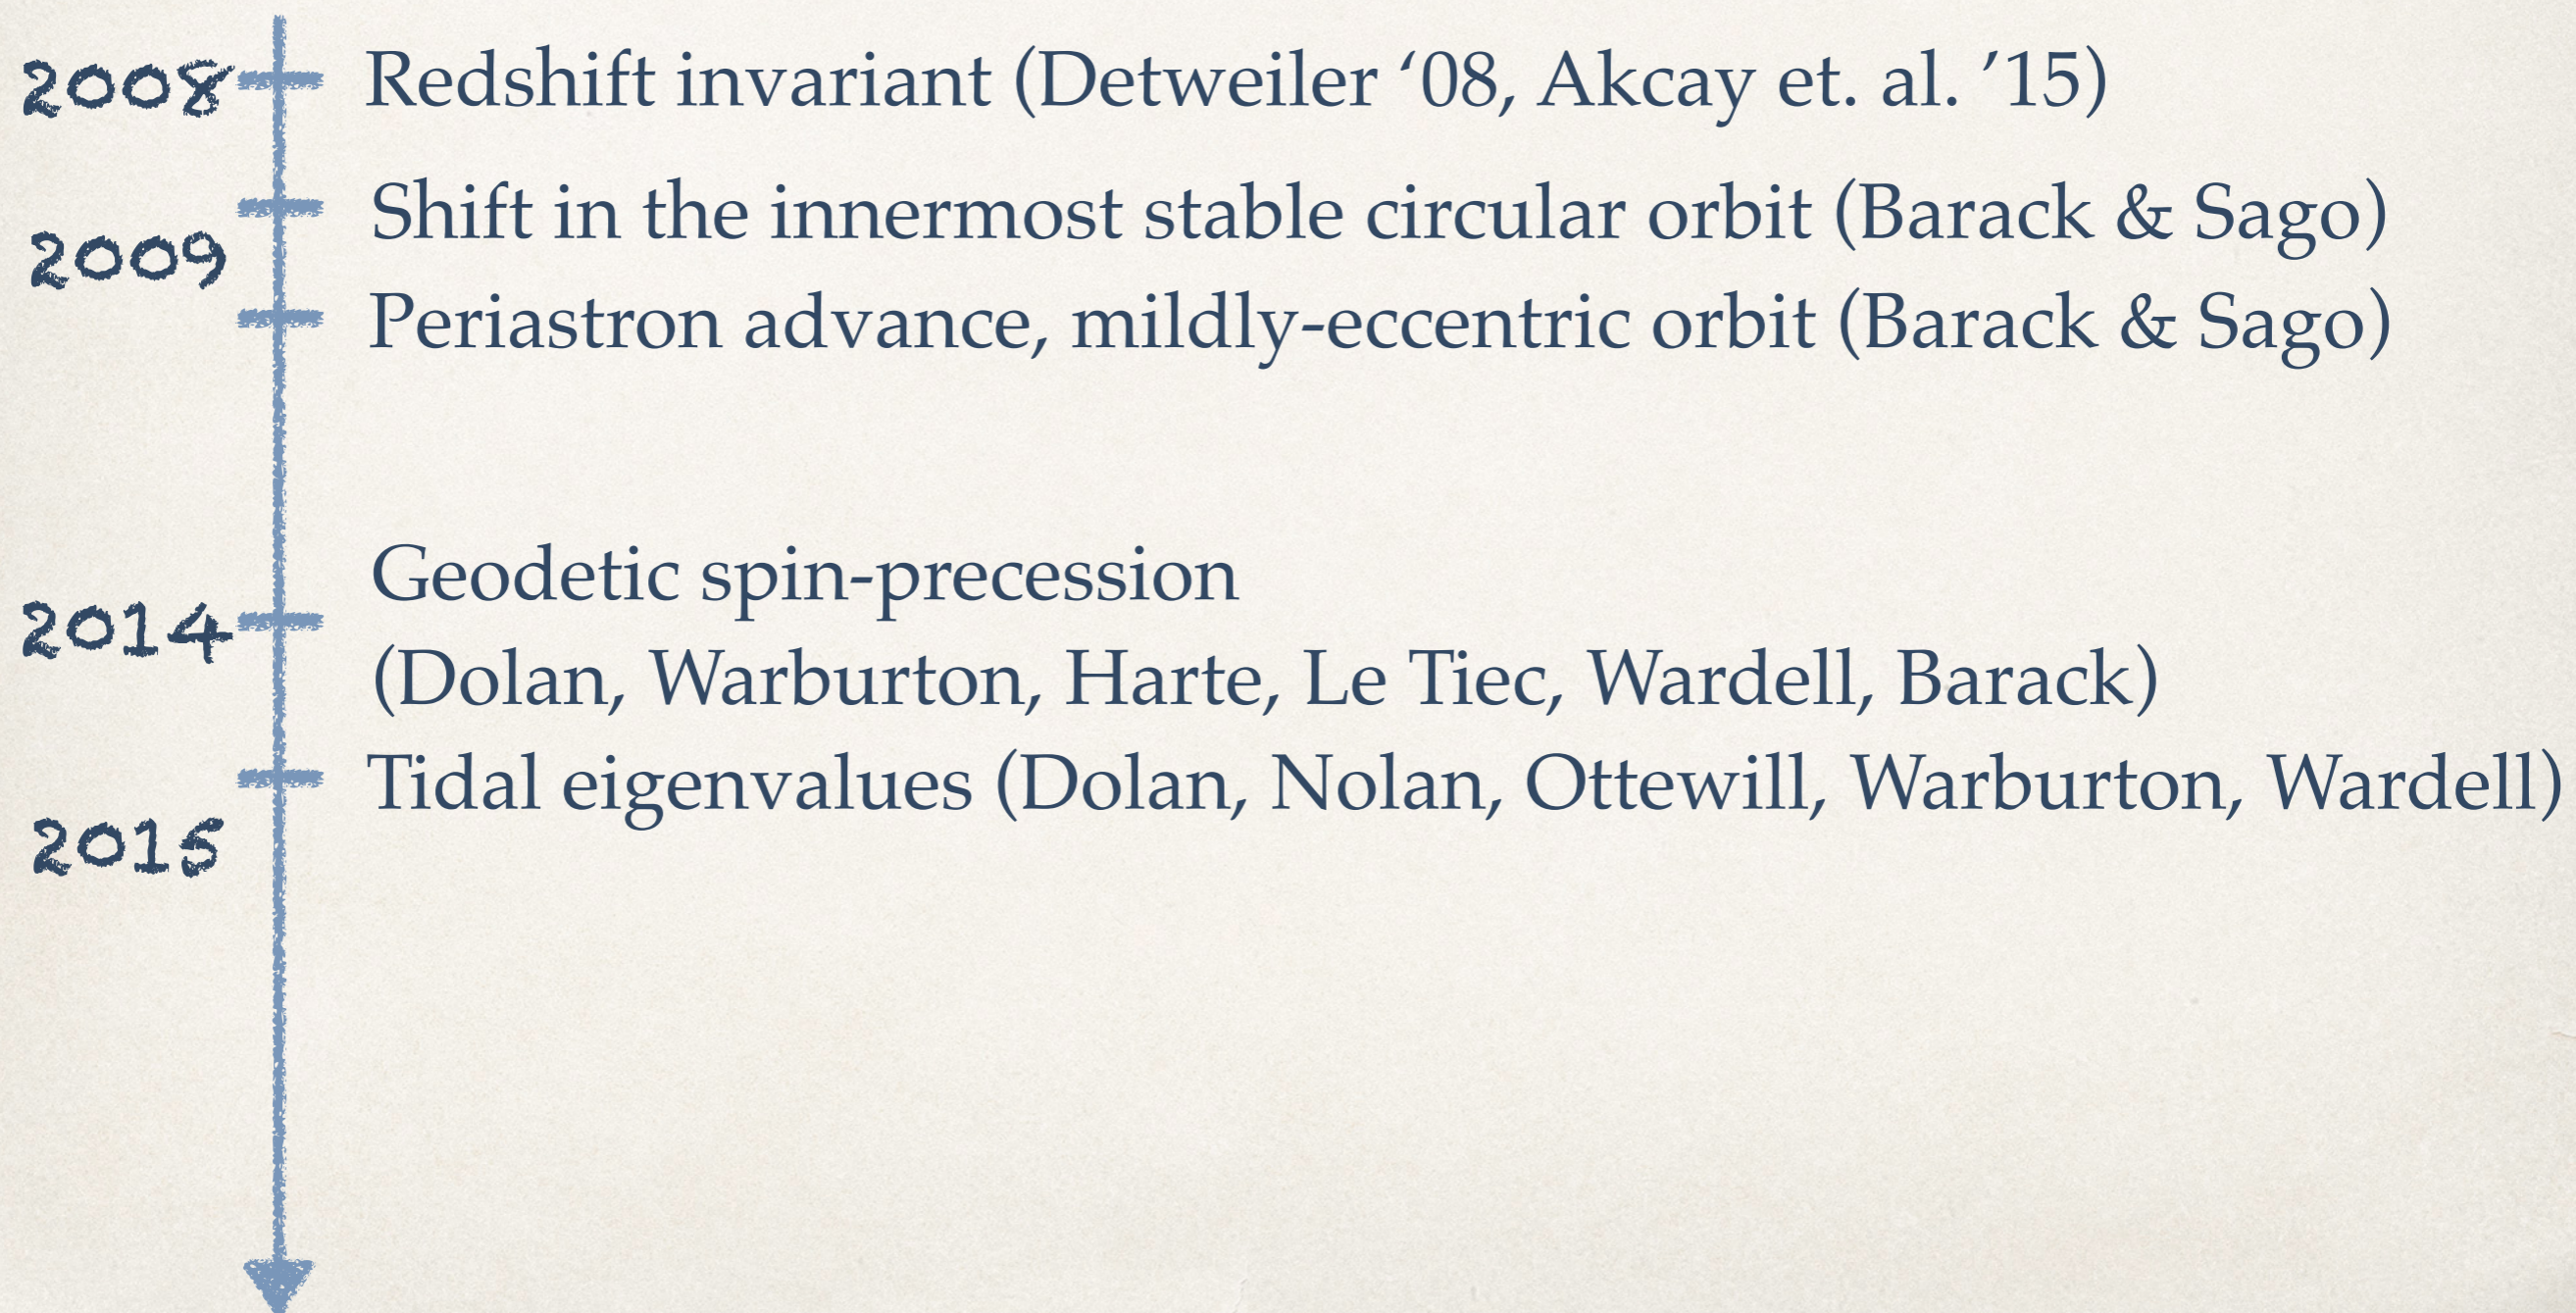 2008
Redshift invariant (Detweiler ‘08, Akcay et. al. ’15)
Shift in the innermost stable circular orbit (Barack & Sago)
2009
Periastron advance, mildly-eccentric orbit (Barack & Sago)
Geodetic spin-precession
2014
(Dolan, Warburton, Harte, Le Tiec, Wardell, Barack)
Tidal eigenvalues (Dolan, Nolan, Ottewill, Warburton, Wardell)
2015